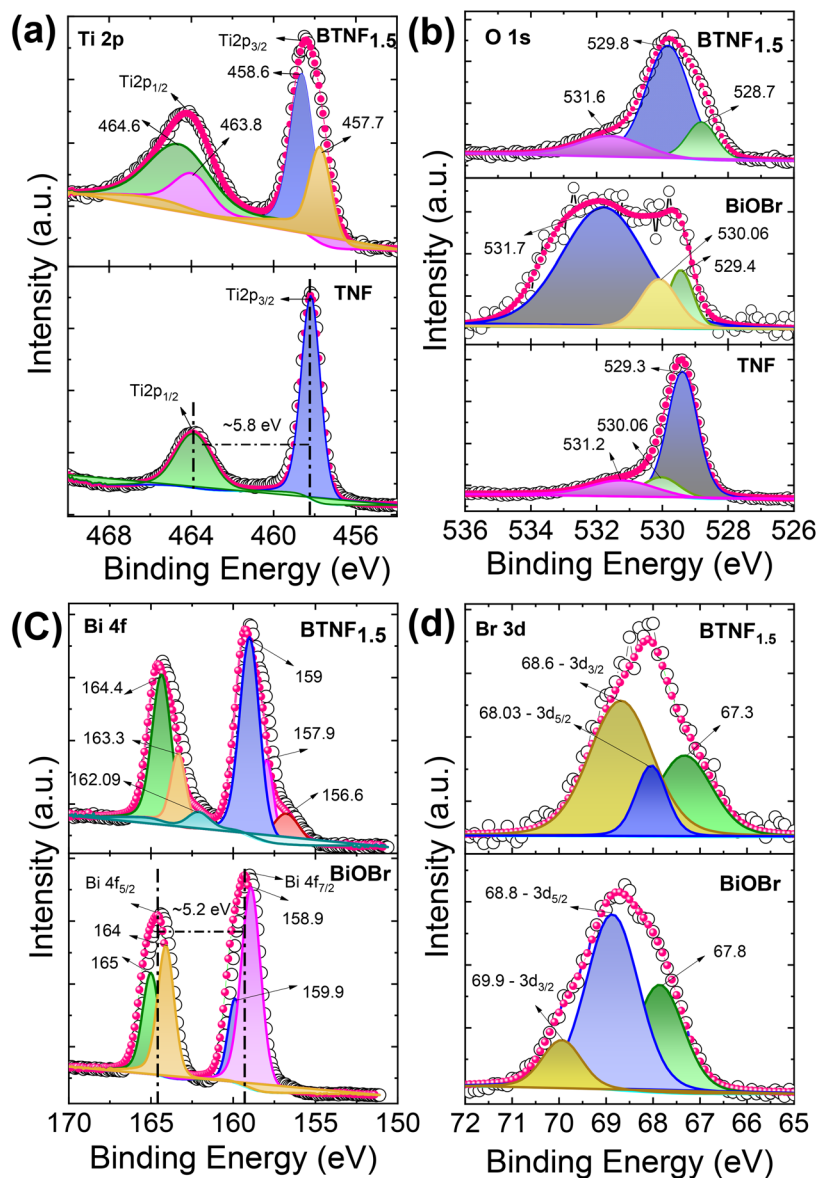 (a)
Ti 2p
Ti2p3/2
BTNF1.5
458.6
Ti2p1/2
464.6
463.8
457.7
Ti2p3/2
TNF
Ti2p1/2
~5.8 eV
468 464 460 456
Binding Energy (eV)
Intensity (a.u.)
(b)
O 1s
529.8
BTNF1.5
528.7
531.6
BiOBr
531.7
530.06
529.4
TNF
529.3
530.06
531.2
536 534 532 530 528 526
Binding Energy (eV)
Intensity (a.u.)
(C)
Bi 4f
BTNF1.5
159
164.4
163.3
157.9
162.09
156.6
BiOBr
Bi 4f5/2
~5.2 eV
Bi 4f7/2
158.9
164
165
159.9
170 165 160 155 150
Binding Energy (eV)
Intensity (a.u.)
(d)
Br 3d
BTNF1.5
68.6 - 3d3/2
68.03 - 3d5/2
67.3
BiOBr
68.8 - 3d5/2
67.8
69.9 - 3d3/2
72 71 70 69 68 67 66 65
Binding Energy (eV)
Intensity (a.u.)